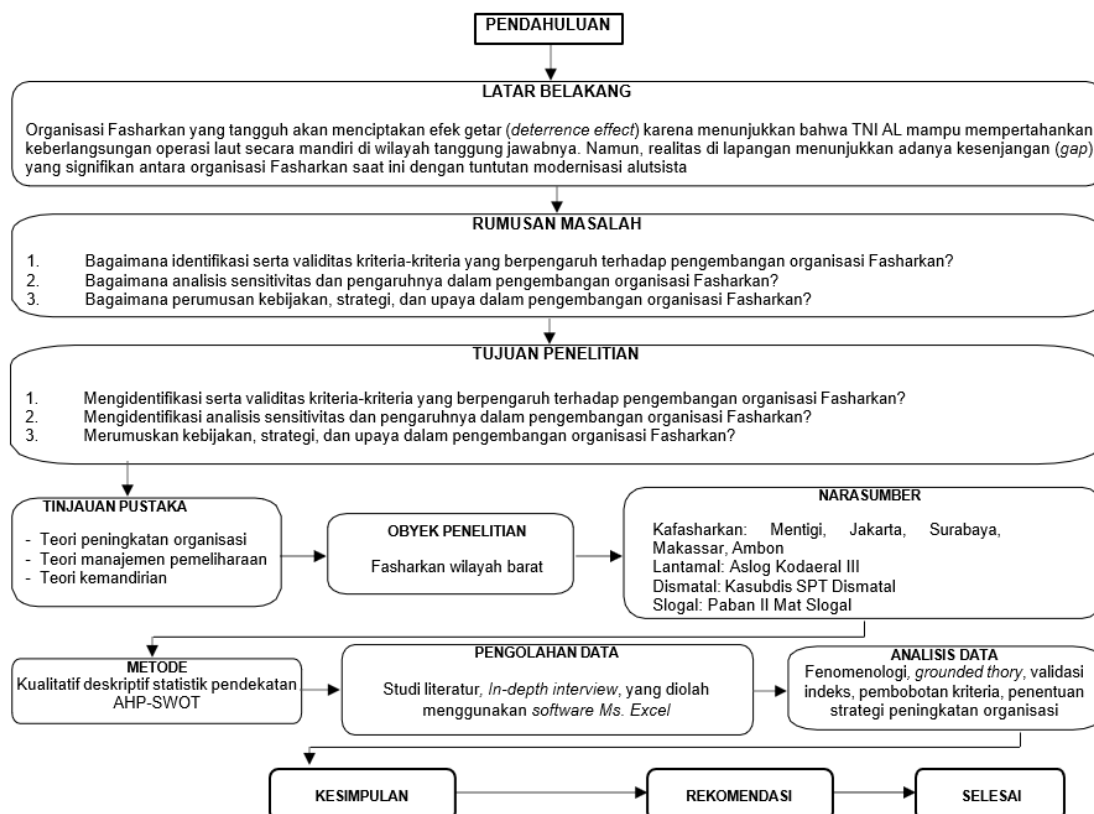 PENDAHULUAN
LATAR BELAKANG
Organisasi Fasharkan yang tangguh akan menciptakan efek getar (deterrence effect) karena menunjukkan bahwa TNI AL mampu mempertahankan
keberlangsungan operasi laut secara mandiri di wilayah tanggung jawabnya. Namun, realitas di lapangan menunjukkan adanya kesenjangan (gap)
yang signifikan antara organisasi Fasharkan saat ini dengan tuntutan modernisasi alutsista
RUMUSAN MASALAH
1. Bagaimana identifikasi serta validitas kriteria-kriteria yang berpengaruh terhadap pengembangan organisasi Fasharkan?
2. Bagaimana analisis sensitivitas dan pengaruhnya dalam pengembangan organisasi Fasharkan?
3. Bagaimana perumusan kebijakan, strategi, dan upaya dalam pengembangan organisasi Fasharkan?
TUJUAN PENELITIAN
1. Mengidentifikasi serta validitas kriteria-kriteria yang berpengaruh terhadap pengembangan organisasi Fasharkan?
2. Mengidentifikasi analisis sensitivitas dan pengaruhnya dalam pengembangan organisasi Fasharkan?
3. Merumuskan kebijakan, strategi, dan upaya dalam pengembangan organisasi Fasharkan?
TINJAUAN PUSTAKA
- Teori peningkatan organisasi
- Teori manajemen pemeliharaan
- Teori kemandirian
OBYEK PENELITIAN
Fasharkan wilayah barat
NARASUMBER
Kafasharkan: Mentigi, Jakarta, Surabaya,
Makassar, Ambon
Lantamal: Aslog Kodaeral III
Dismatal: Kasubdis SPT Dismatal
Slogal: Paban II Mat Slogal
METODE
Kualitatif deskriptif statistik pendekatan
AHP-SWOT
PENGOLAHAN DATA
Studi literatur, In-depth interview, yang diolah
menggunakan software Ms. Excel
ANALISIS DATA
Fenomenologi, grounded thory, validasi
indeks, pembobotan kriteria, penentuan
strategi peningkatan organisasi
KESIMPULAN
REKOMENDASI
SELESAI